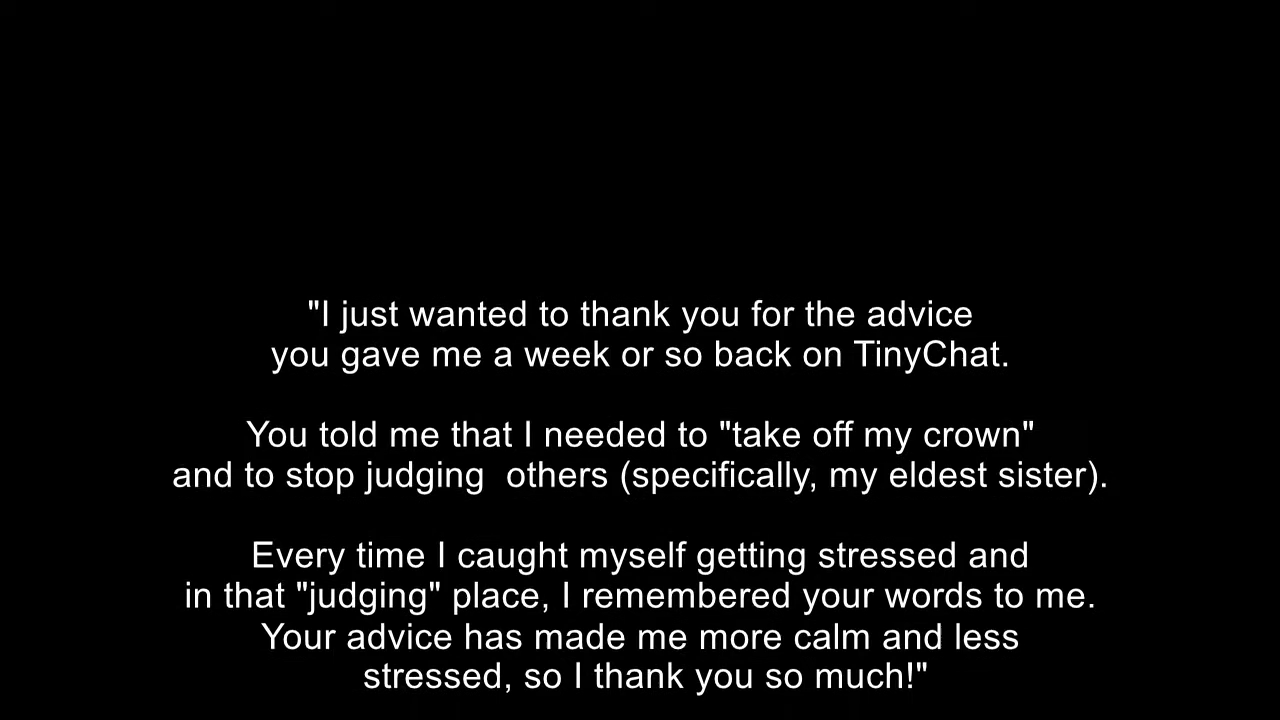 "I just wanted to thank you for the advice
you gave me a week or so back on TinyChat.
You told me that I needed to "take off my crown"
and to stop judging  others (specifically, my eldest sister).
Every time I caught myself getting stressed and
in that "judging" place, I remembered your words to me.
Your advice has made me more calm and less
stressed, so I thank you so much!"